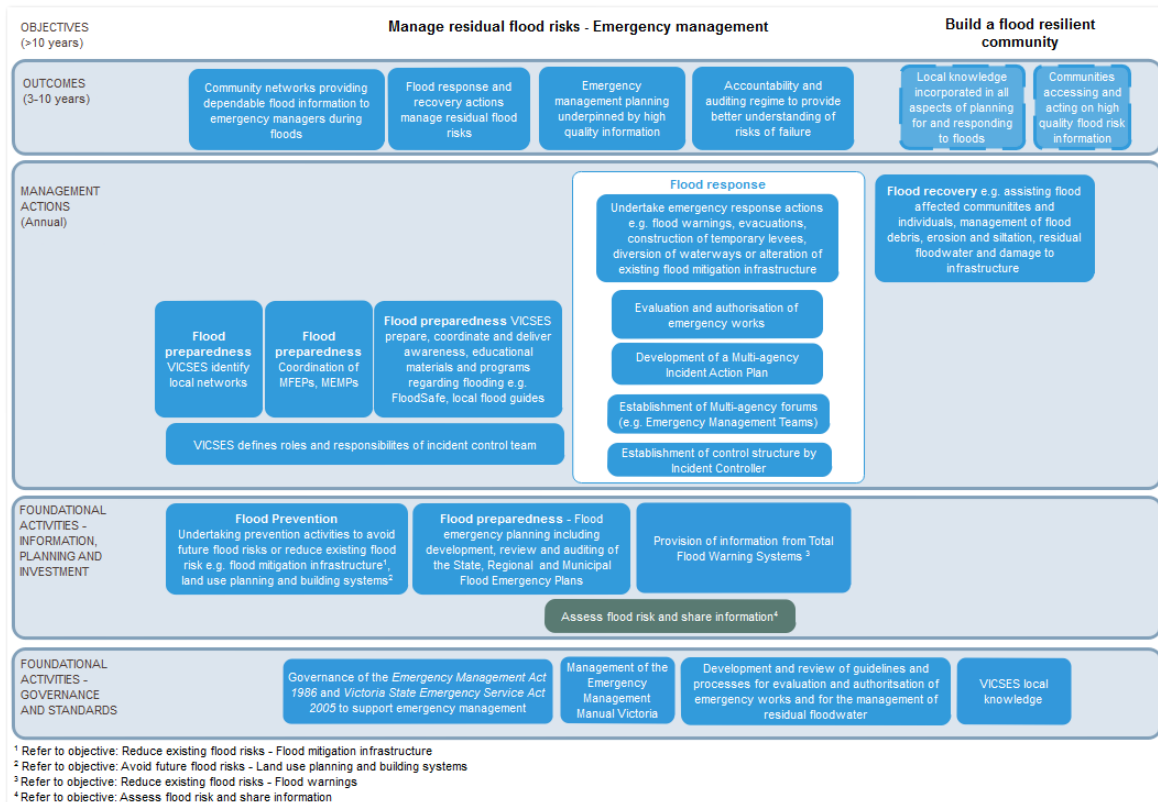 OBJECTIVES
(>10 years)
Manage residual flood risks - Emergency management
Build a flood resilient
community
OUTCOMES
(3-10 years)
Community networks providing
dependable flood information to
emergency managers during
floods
Flood response and
recovery actions
manage residual flood
risks
Emergency
management planning
underpinned by high
quality information
Accountability and
auditing regime to provide
better understanding of
risks of failure
Local knowledge
incorporated in all
aspects of planning
for and responding
to floods
Communities
accessing and
acting on high
quality flood risk
information
MANAGEMENT
ACTIONS
(Annual)
Flood
preparedness
VICSES identify
local networks
Flood
preparedness
Coordination of
MFEPs, MEMPs
Flood preparedness VICSES
prepare, coordinate and deliver
awareness, educational
materials and programs
regarding flooding e.g.
FloodSafe, local flood guides
VICSES defines roles and responsibilites of incident control team
Flood response
Undertake emergency response actions
e.g. flood warnings, evacuations,
construction of temporary levees,
diversion of waterways or alteration of
existing flood mitigation infrastructure
Evaluation and authorisation of
emergency works
Development of a Multi-agency
Incident Action Plan
Establishment of Multi-agency forums
(e.g. Emergency Management Teams)
Establishment of control structure by
Incident Controller
Flood recovery e.g. assisting flood
affected communitites and
individuals, management of flood
debris, erosion and siltation, residual
floodwater and damage to
infrastructure
FOUNDATIONAL
ACTIVITIES -
INFORMATION,
PLANNING AND
INVESTMENT
Flood Prevention
Undertaking prevention activities to avoid
future flood risks or reduce existing flood
risk e.g. flood mitigation infrastructure¹,
land use planning and building systems²
Flood preparedness - Flood
emergency planning including
development, review and auditing of
the State, Regional and Municipal
Flood Emergency Plans
Provision of information from Total
Flood Warning Systems ³
Assess flood risk and share information⁴
FOUNDATIONAL
ACTIVITIES -
GOVERNANCE
AND STANDARDS
Governance of the Emergency Management Act
1986 and Victoria State Emergency Service Act
2005 to support emergency management
Management of the
Emergency
Management
Manual Victoria
Development and review of guidelines and
processes for evaluation and authoritsation of
emergency works and for the management of
residual floodwater
VICSES local
knowledge
¹ Refer to objective: Reduce existing flood risks - Flood mitigation infrastructure
² Refer to objective: Avoid future flood risks - Land use planning and building systems
³ Refer to objective: Reduce existing flood risks - Flood warnings
⁴ Refer to objective: Assess flood risk and share information